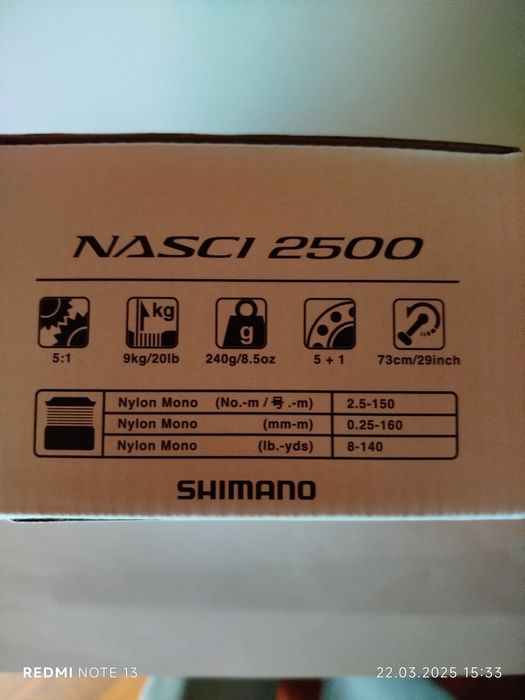 NASCI 2500
kg g
5:1 9kg/20lb 240g/8.5oz 5 + 1 73cm/29inch
Nylon Mono (No.-m / 号.-m) 2.5-150
Nylon Mono (mm-m) 0.25-160
Nylon Mono (lb.-yds) 8-140
SHIMANO
REDMI NOTE 13 22.03.2025 15:33